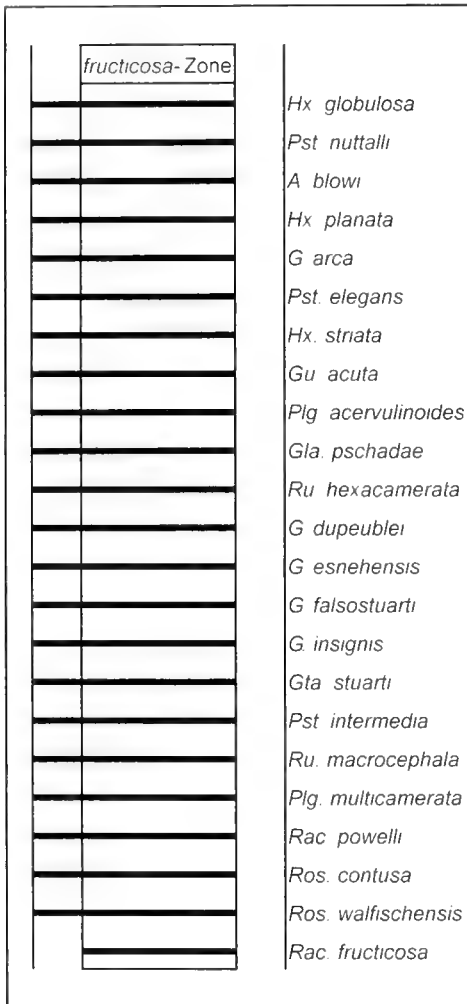 fructicosa-Zone
Hx globulosa
Pst nuttalli
A blowi
Hx planata
G arca
Pst. elegans
Hx. striata
Gu acuta
Plg acervulinoides
Gla. pschadae
Ru hexacamerata
G dupeublei
G esnehensis
G falsostuarti
G. insignis
Gta stuarti
Pst intermedia
Ru. macrocephala
Plg. multicamerata
Rac powelli
Ros. contusa
Ros. walfischensis
Rac. fructicosa